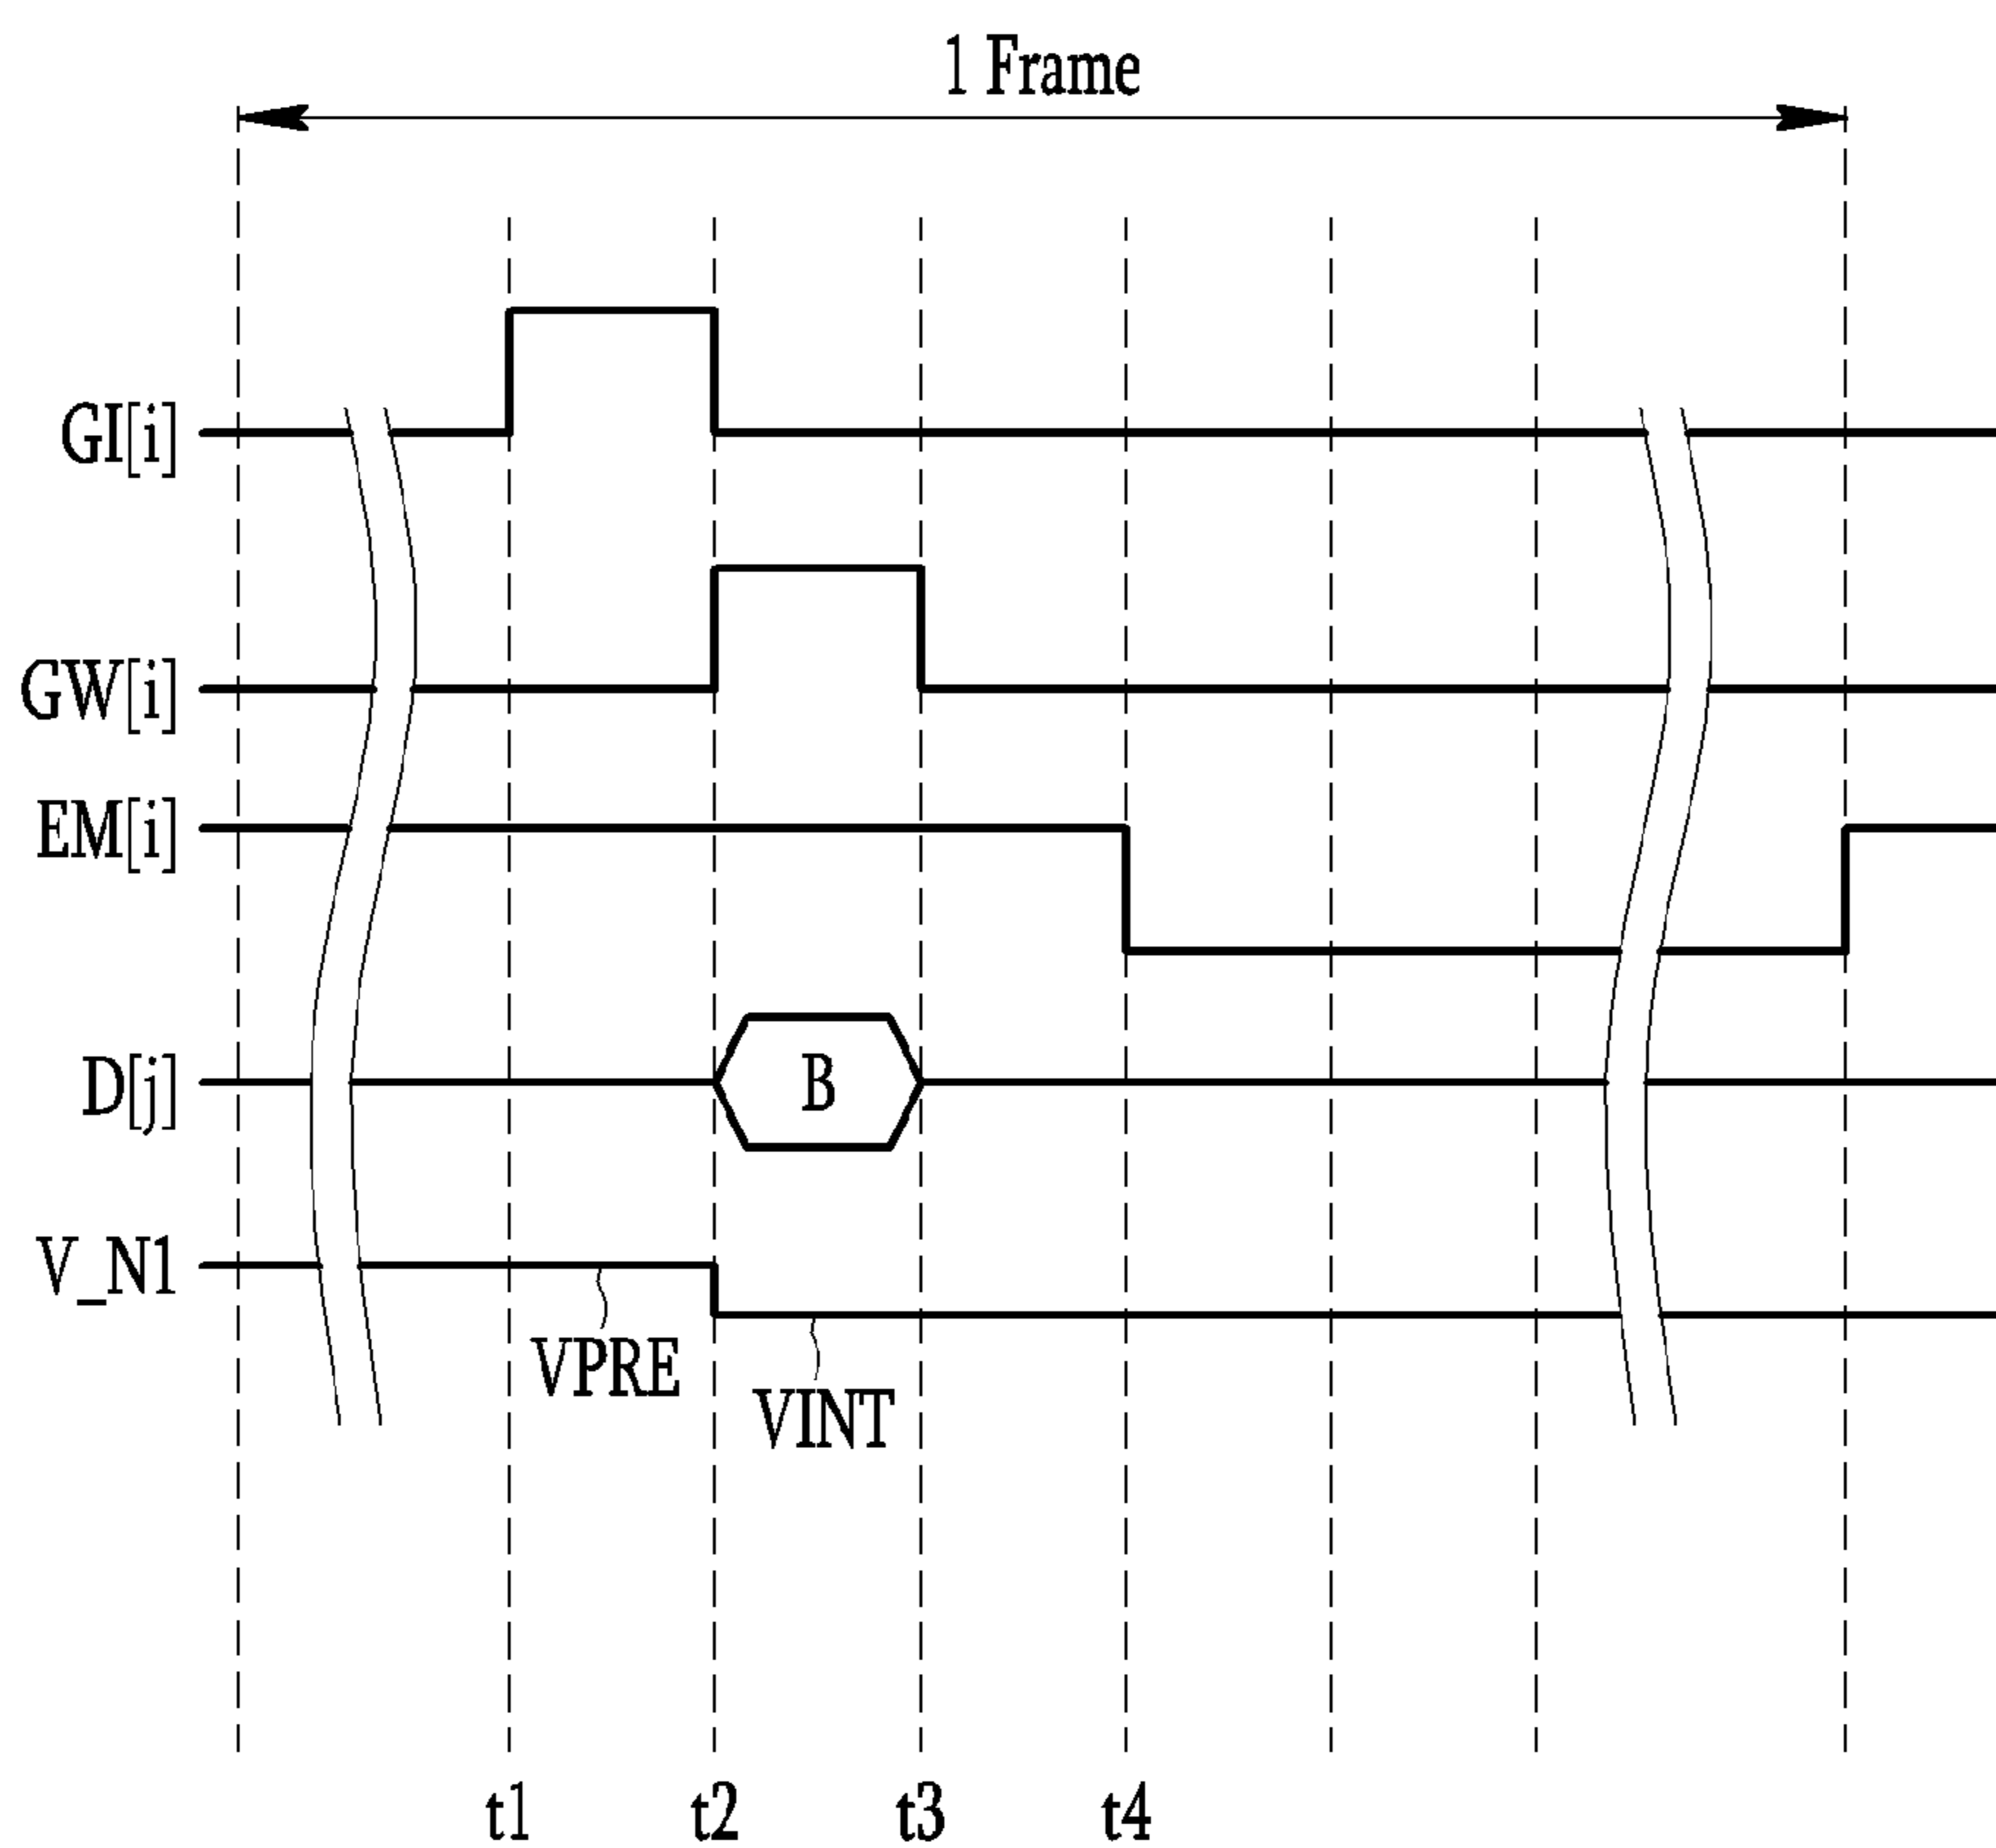 1 Frame
GI[i]
GW[i]
EM[i]
D[j]
B
V_N1
VPRE
VINT
t1 t2 t3 t4